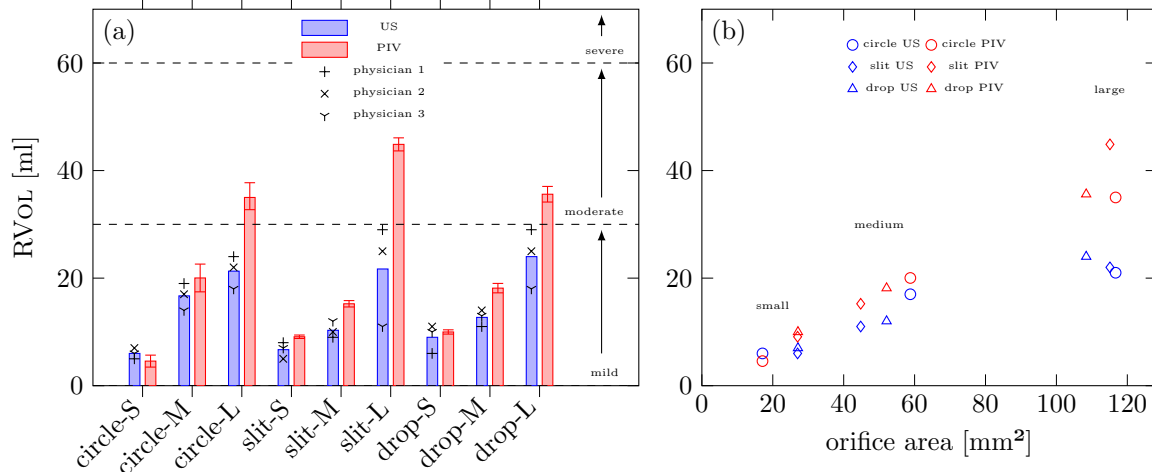 (a)
US
PIV
physician 1
physician 2
physician 3
severe
moderate
mild
60
40
20
0
RVOL [ml]
circle-S
circle-M
circle-L
slit-S
slit-M
slit-L
drop-S
drop-M
drop-L
(b)
circle US circle PIV
slit US slit PIV
drop US drop PIV
large
medium
small
60
40
20
0
0 20 40 60 80 100 120
orifice area [mm²]